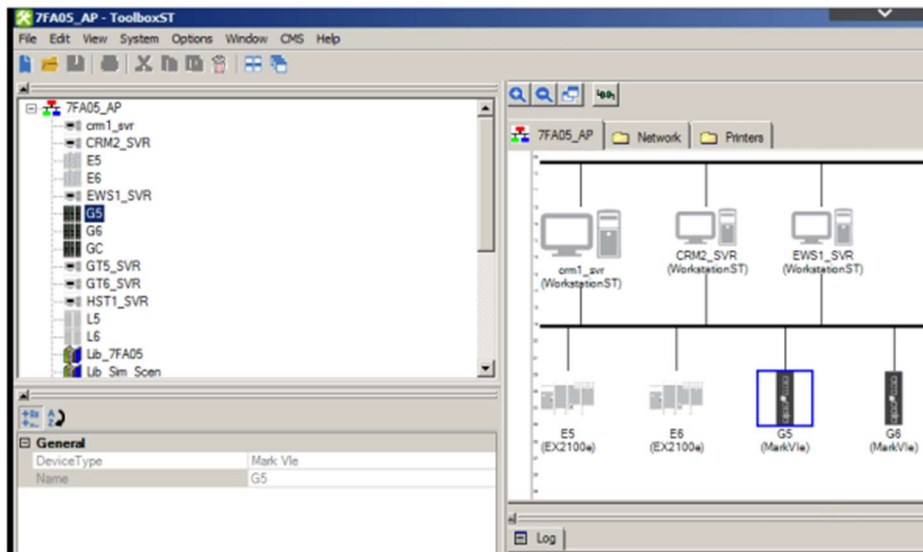 7FA05_AP - ToolboxST
File Edit View System Options Window CMS Help
7FA05_AP
crm1_svr
CRM2_SVR
E5
E6
EWS1_SVR
G5
G6
GC
GT5_SVR
GT6_SVR
HST1_SVR
L5
L6
Lib_7FA05
Lib_Sim_Scen
General
DeviceType Mark VIe
Name G5
7FA05_AP Network Printers
crm1_svr
(WorkstationST)
CRM2_SVR
(WorkstationST)
EWS1_SVR
(WorkstationST)
E5
(EX2100e)
E6
(EX2100e)
G5
(MarkVIe)
G6
(MarkVIe)
Log